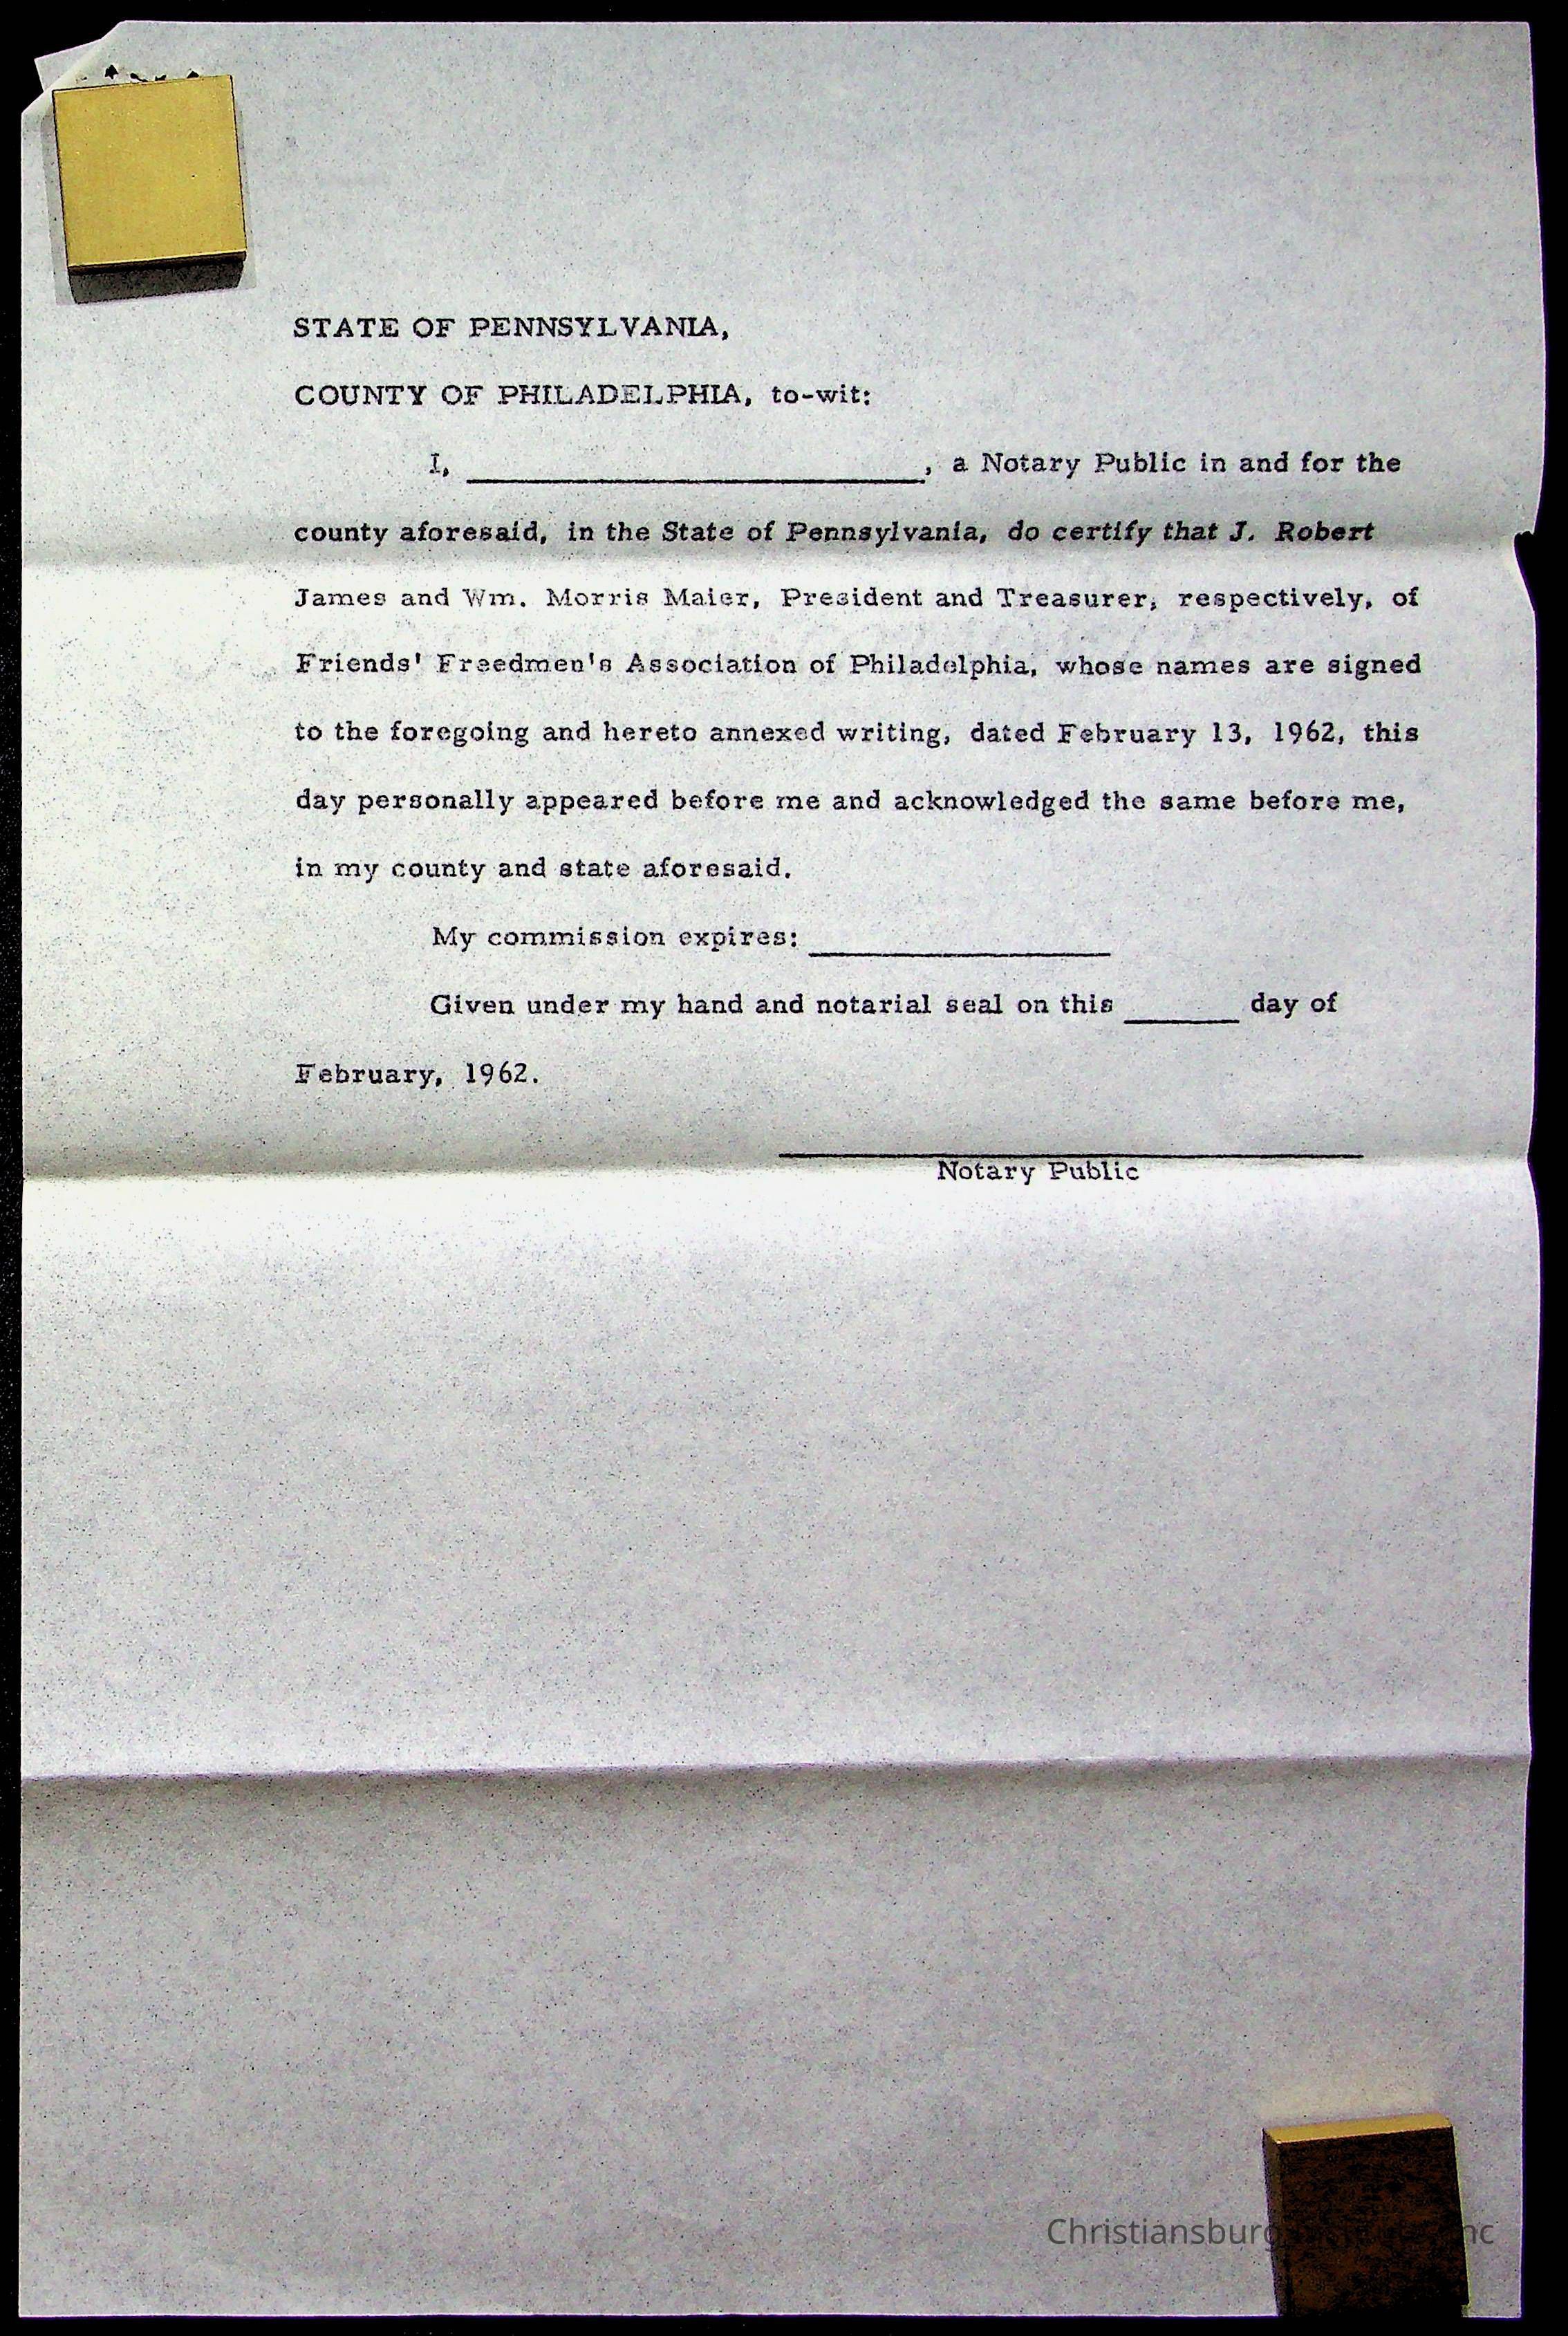 STATE OF PENNSYLVANIA,
COUNTY OF PHILADELPHIA, to-wit:
I, ____________________, a Notary Public in and for the
county aforesaid, in the State of Pennsylvania, do certify that J. Robert
James and Wm. Morris Maier, President and Treasurer, respectively, of
Friends' Freedmen's Association of Philadelphia, whose names are signed
to the foregoing and hereto annexed writing, dated February 13, 1962, this
day personally appeared before me and acknowledged the same before me,
in my county and state aforesaid.
My commission expires: ______________
Given under my hand and notarial seal on this _____ day of
February, 1962.
Notary Public
Christiansburg Inc